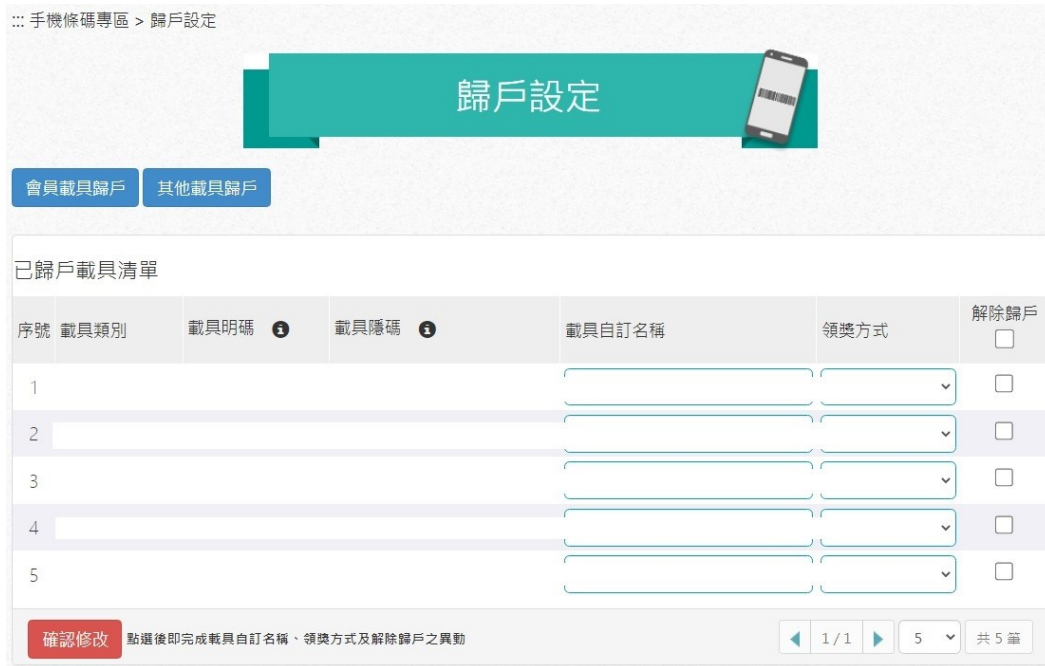 ::: 手機條碼專區 > 歸戶設定
歸戶設定
會員載具歸戶 其他載具歸戶
已歸戶載具清單
序號 載具類別 載具明碼 載具隱碼 載具自訂名稱 領獎方式 解除歸戶
1
2
3
4
5
確認修改 點選後即完成載具自訂名稱、領獎方式及解除歸戶之異動 1/1 5 共5筆